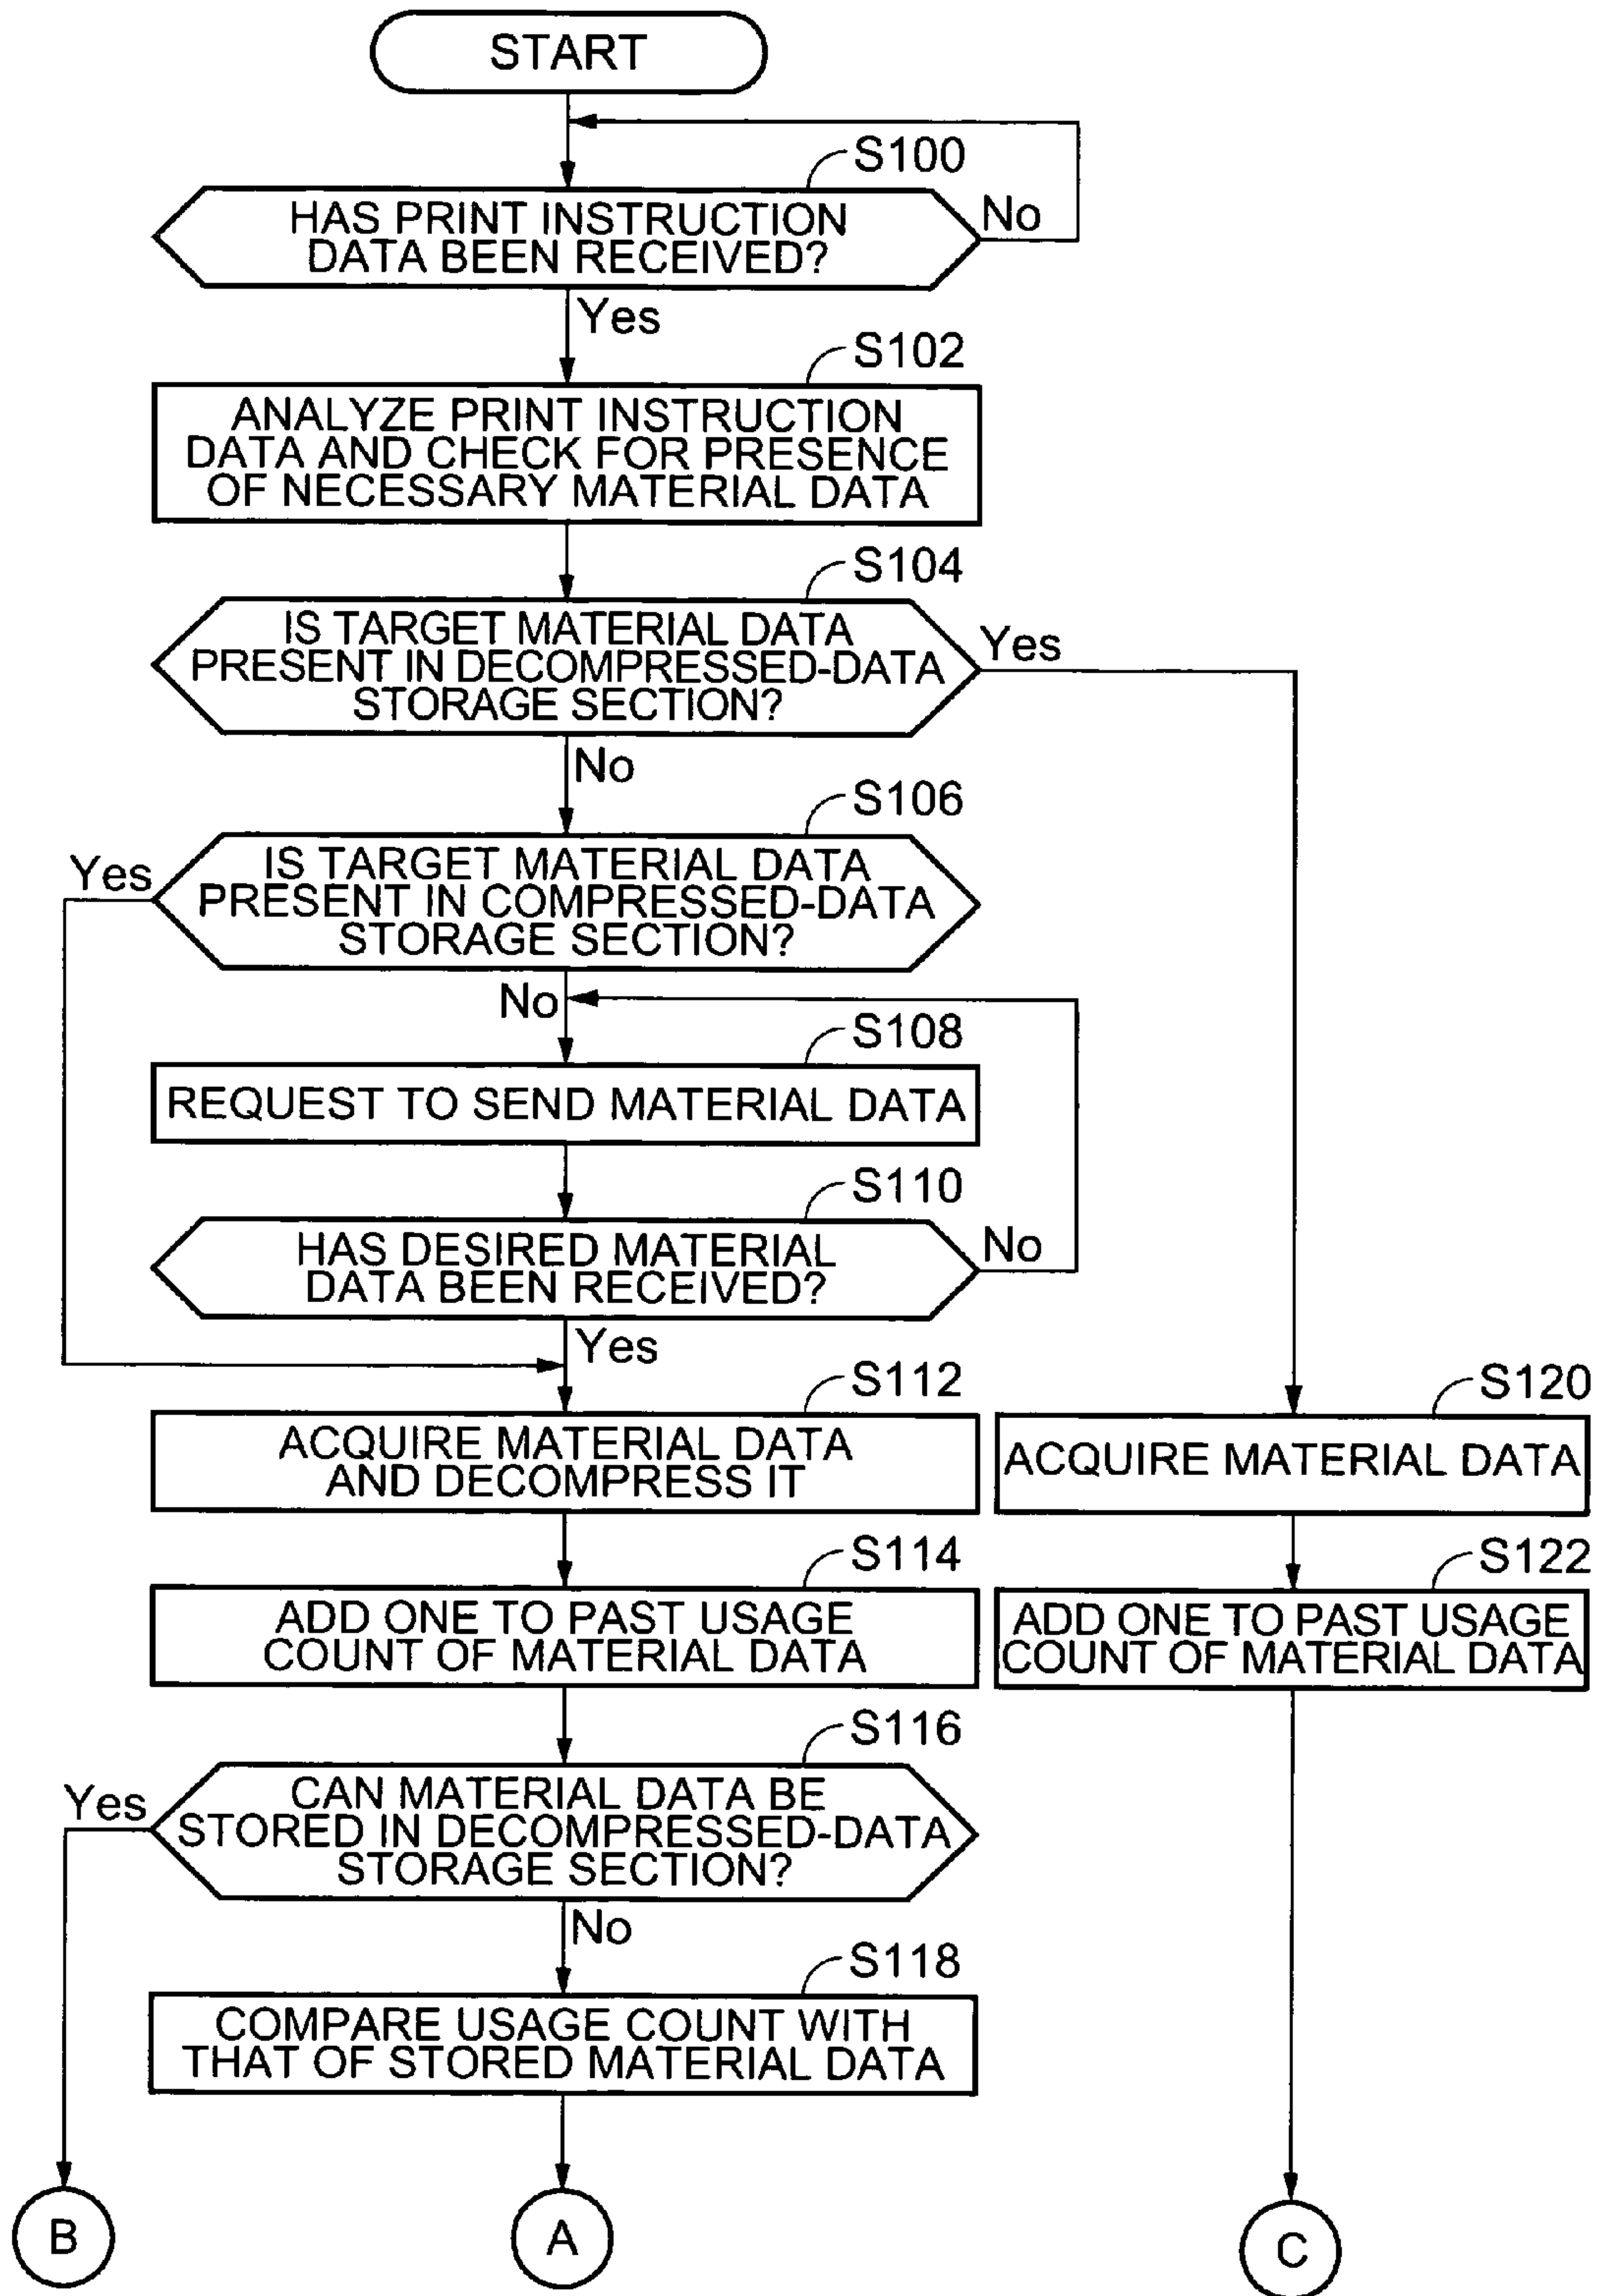 START
S100
HAS PRINT INSTRUCTION
DATA BEEN RECEIVED?
No
Yes
S102
ANALYZE PRINT INSTRUCTION
DATA AND CHECK FOR PRESENCE
OF NECESSARY MATERIAL DATA
S104
IS TARGET MATERIAL DATA
PRESENT IN DECOMPRESSED-DATA
STORAGE SECTION?
Yes
No
S106
IS TARGET MATERIAL DATA
PRESENT IN COMPRESSED-DATA
STORAGE SECTION?
Yes
No
S108
REQUEST TO SEND MATERIAL DATA
S110
HAS DESIRED MATERIAL
DATA BEEN RECEIVED?
No
Yes
S112
ACQUIRE MATERIAL DATA
AND DECOMPRESS IT
S120
ACQUIRE MATERIAL DATA
S114
ADD ONE TO PAST USAGE
COUNT OF MATERIAL DATA
S122
ADD ONE TO PAST USAGE
COUNT OF MATERIAL DATA
S116
CAN MATERIAL DATA BE
STORED IN DECOMPRESSED-DATA
STORAGE SECTION?
Yes
No
S118
COMPARE USAGE COUNT WITH
THAT OF STORED MATERIAL DATA
B
A
C